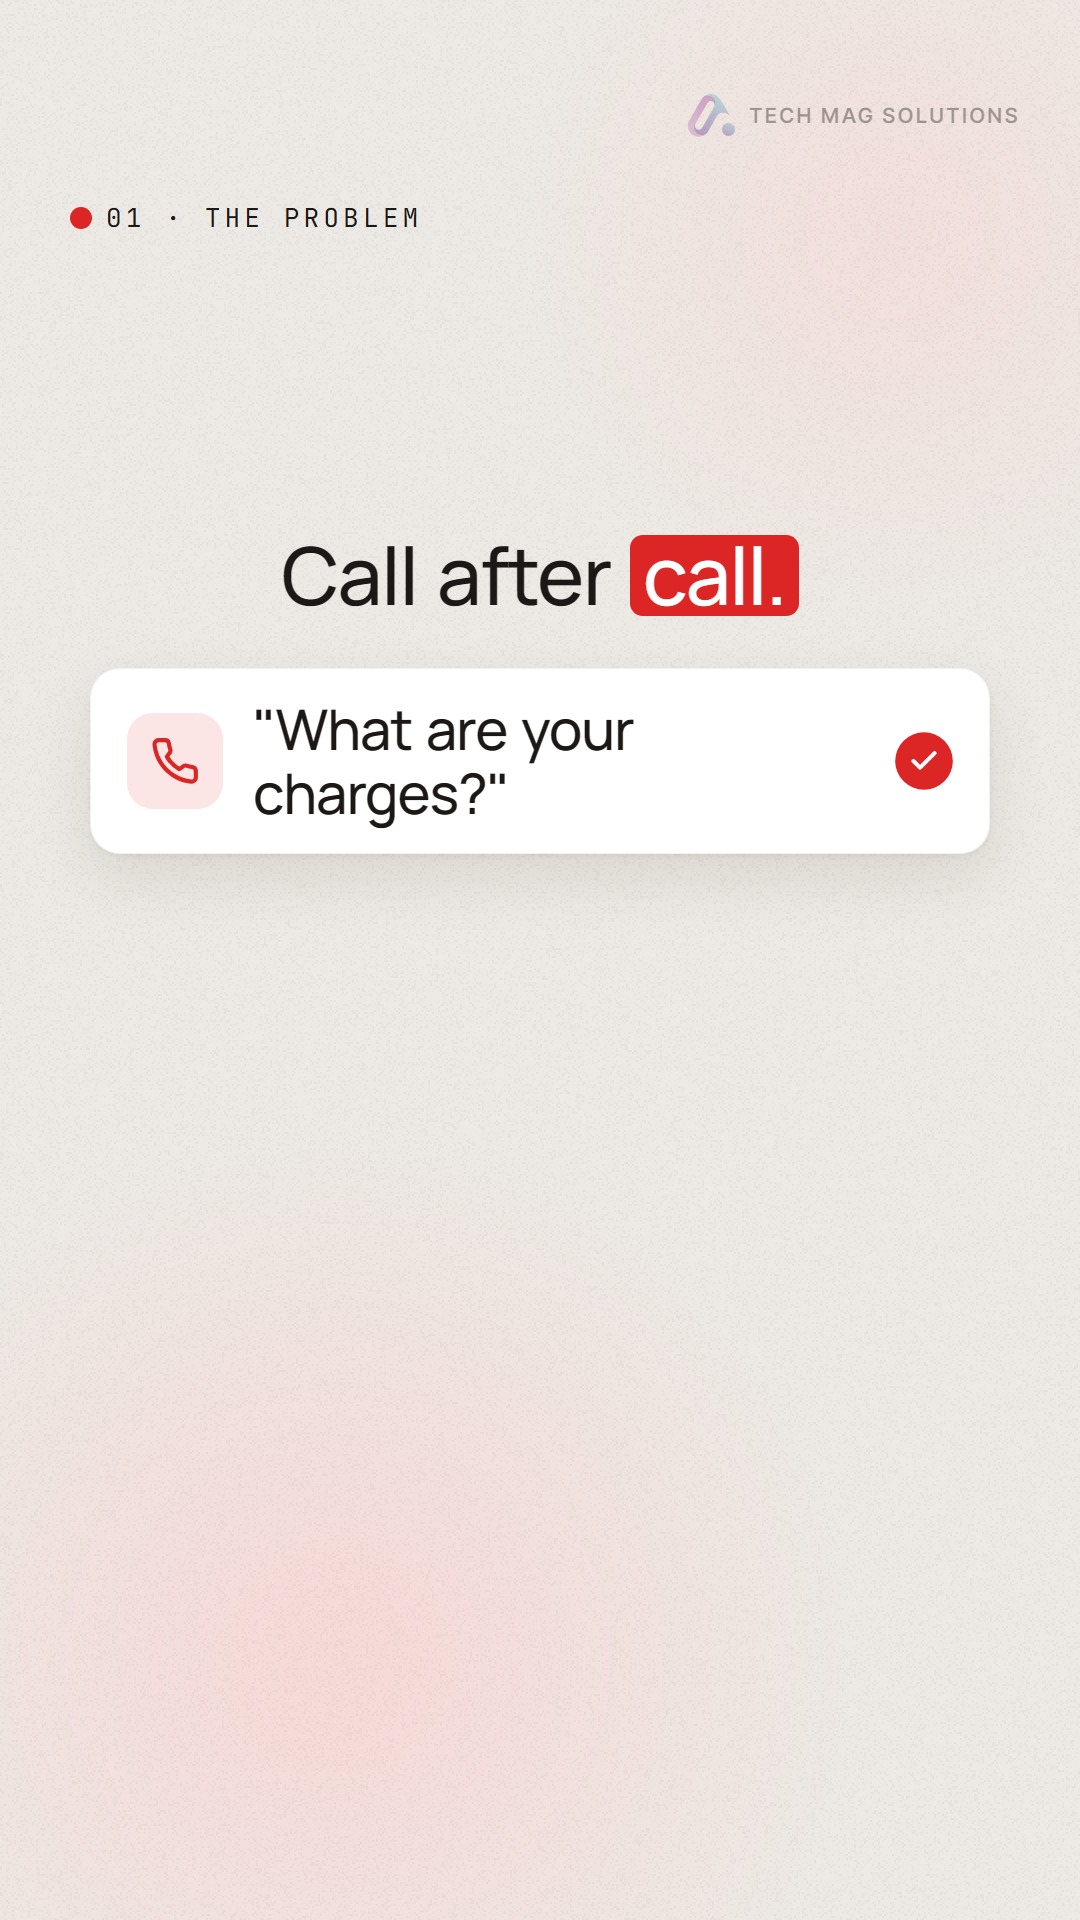 TECH MAG SOLUTIONS
01 · THE PROBLEM
Call after call.
"What are your
charges?"